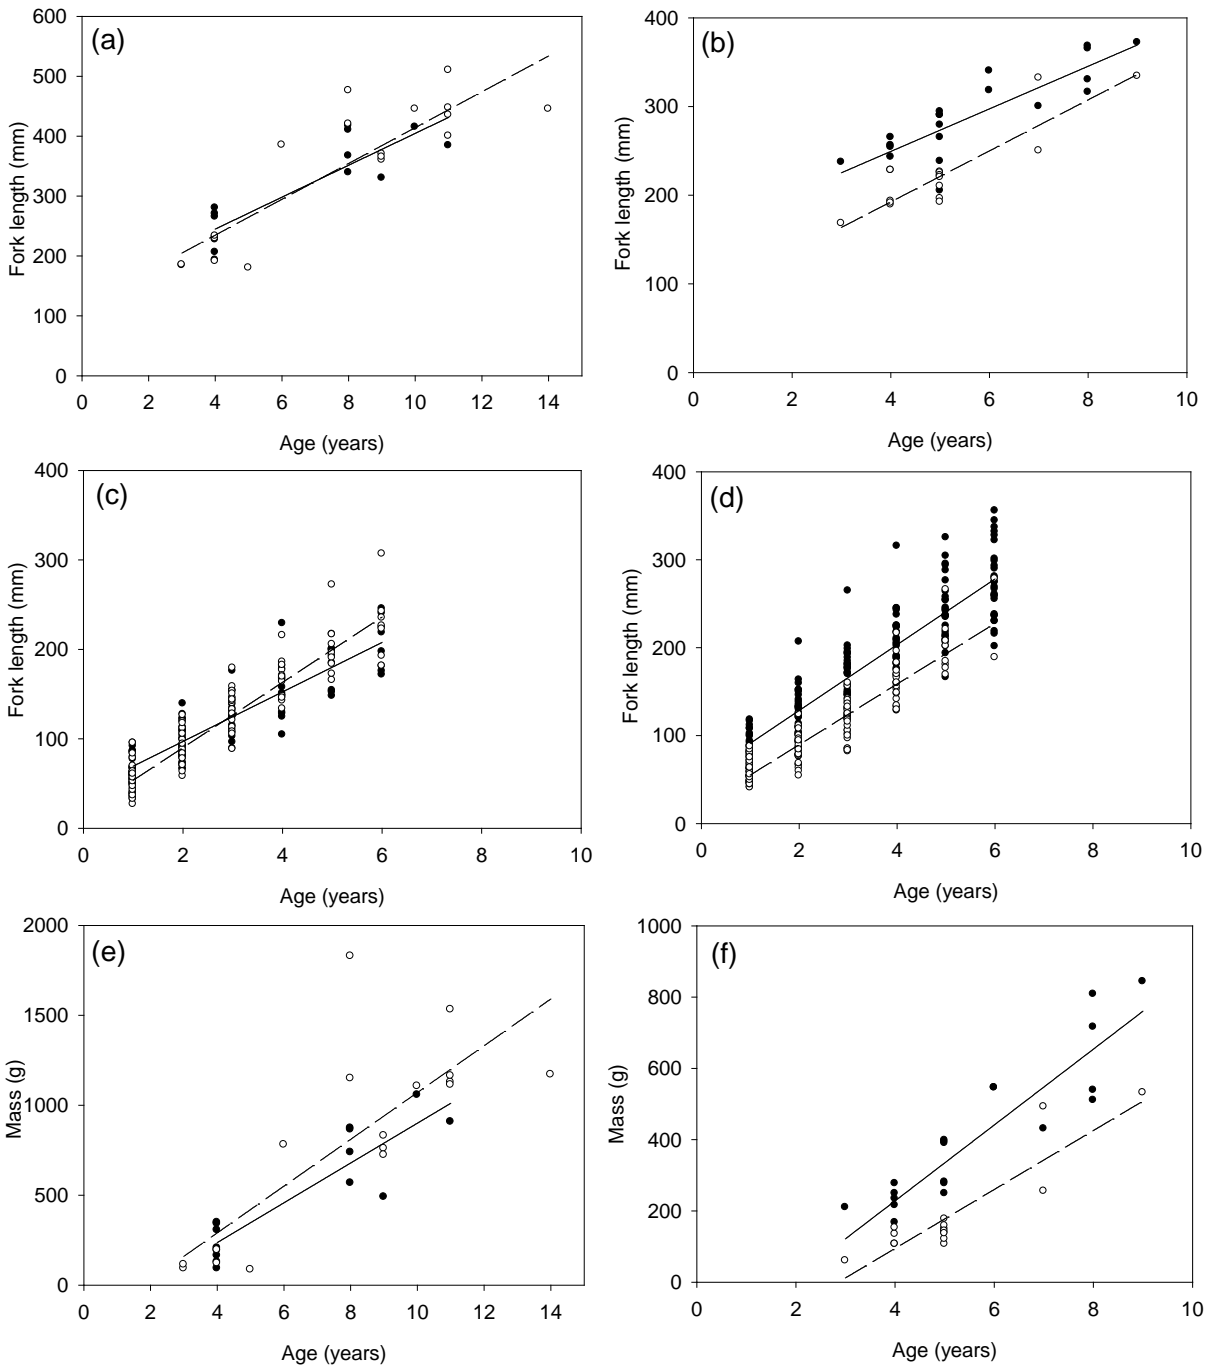 (a)
600
500
400
300
200
100
0
Fork length (mm)
0 2 4 6 8 10 12 14
Age (years)
(b)
400
300
200
100
0
Fork length (mm)
0 2 4 6 8 10
Age (years)
(c)
400
300
200
100
0
Fork length (mm)
0 2 4 6 8 10
Age (years)
(d)
400
300
200
100
0
Fork length (mm)
0 2 4 6 8 10
Age (years)
(e)
2000
1500
1000
500
0
Mass (g)
0 2 4 6 8 10 12 14
Age (years)
(f)
1000
800
600
400
200
0
Mass (g)
0 2 4 6 8 10
Age (years)